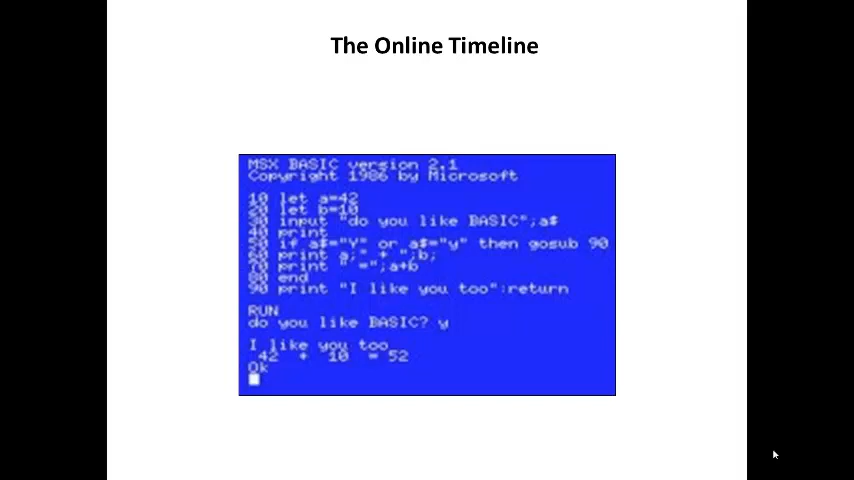 The Online Timeline
MSX BASIC version 2.1
Copyright 1986 by Microsoft
10 let a=42
20 let b=10
30 input "do you like BASIC";a$
40 print
50 if a$="Y" or a$="y" then gosub 90
60 print a;" + ";b;
70 print " =";a+b
80 end
90 print "I like you too":return
RUN
do you like BASIC? y
I like you too
42 + 10 = 52
Ok